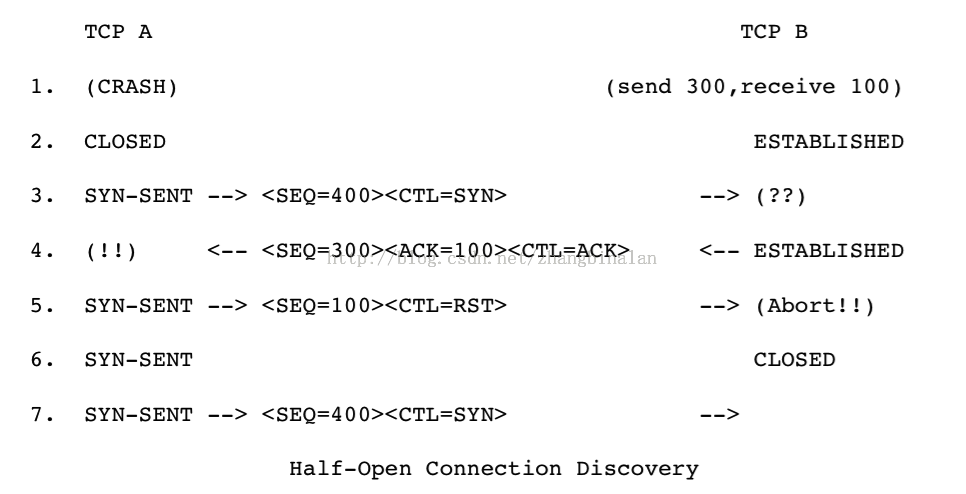 TCP A TCP B
1. (CRASH) (send 300,receive 100)
2. CLOSED ESTABLISHED
3. SYN-SENT --> <SEQ=400><CTL=SYN> --> (??)
4. (!!) <-- <SEQ=300><ACK=100><CTL=ACK> <-- ESTABLISHED
http://blog.csdn.net/zhangbinalan
5. SYN-SENT --> <SEQ=100><CTL=RST> --> (Abort!!)
6. SYN-SENT CLOSED
7. SYN-SENT --> <SEQ=400><CTL=SYN> -->
Half-Open Connection Discovery